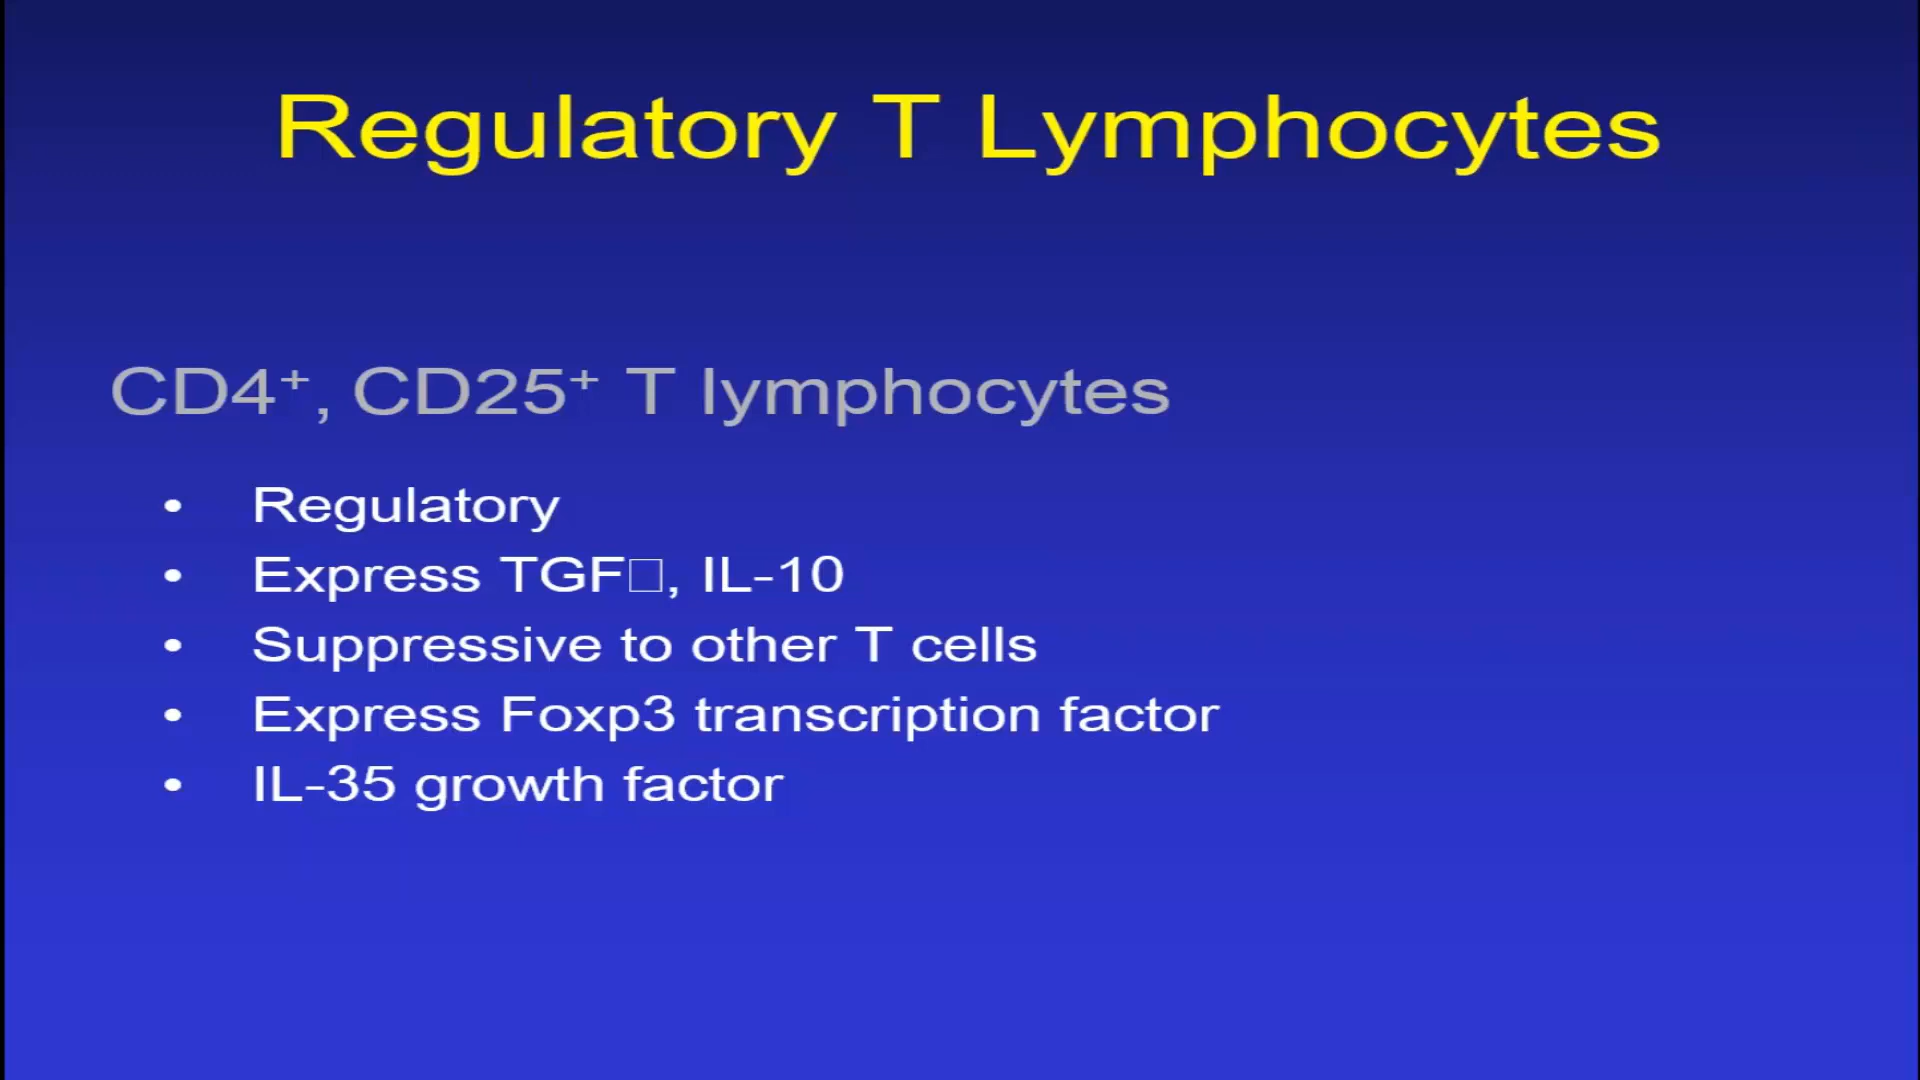 Regulatory T Lymphocytes
CD4⁺, CD25⁺ T lymphocytes
• Regulatory
• Express TGF□, IL-10
• Suppressive to other T cells
• Express Foxp3 transcription factor
• IL-35 growth factor